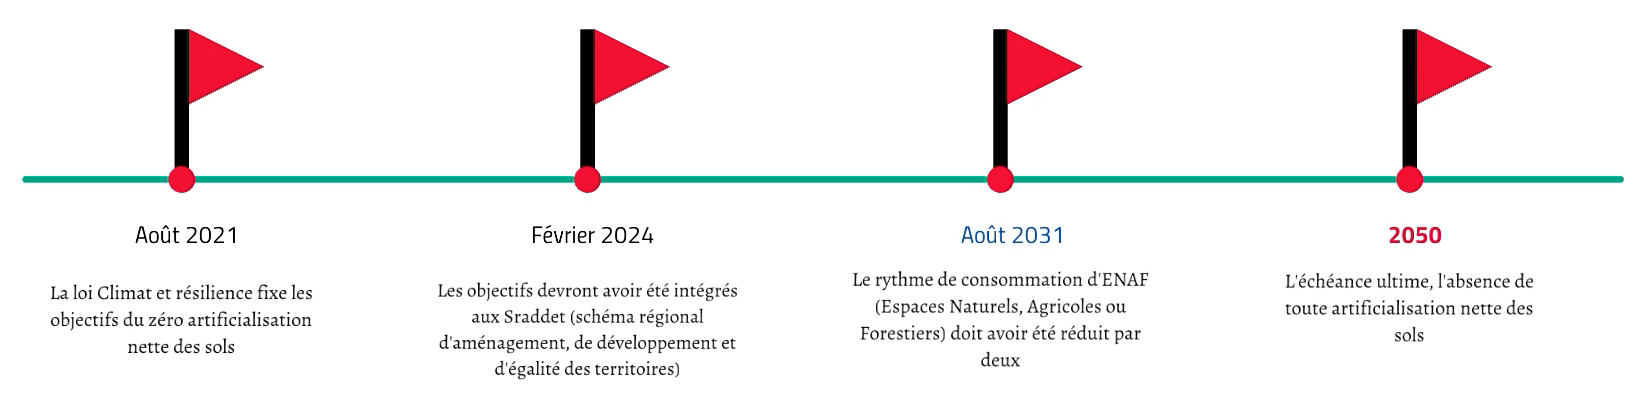 Août 2021
La loi Climat et résilience fixe les
objectifs du zéro artificialisation
nette des sols
Février 2024
Les objectifs devront avoir été intégrés
aux Sraddet (schéma régional
d'aménagement, de développement et
d'égalité des territoires)
Août 2031
Le rythme de consommation d'ENAF
(Espaces Naturels, Agricoles ou
Forestiers) doit avoir été réduit par
deux
2050
L'échéance ultime, l'absence de
toute artificialisation nette des
sols